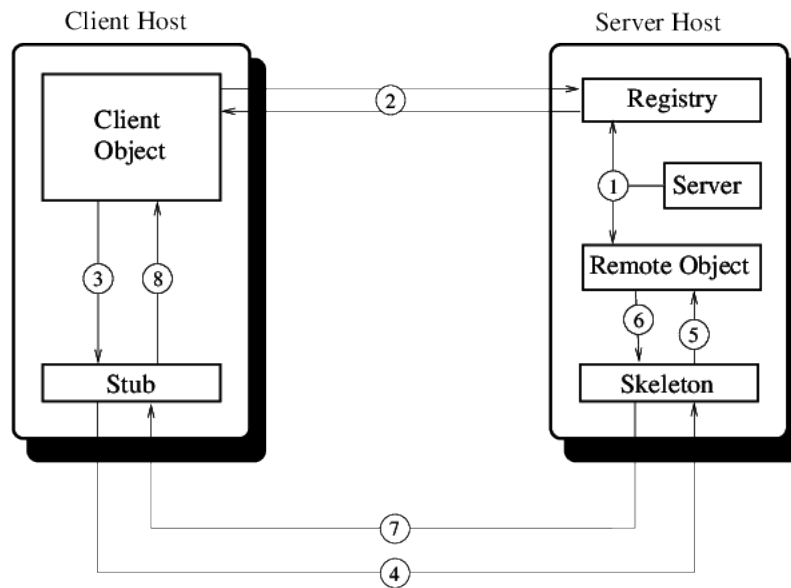 Client Host
Server Host
Client
Object
2
Registry
1
Server
3
8
Remote Object
6
5
Stub
Skeleton
7
4